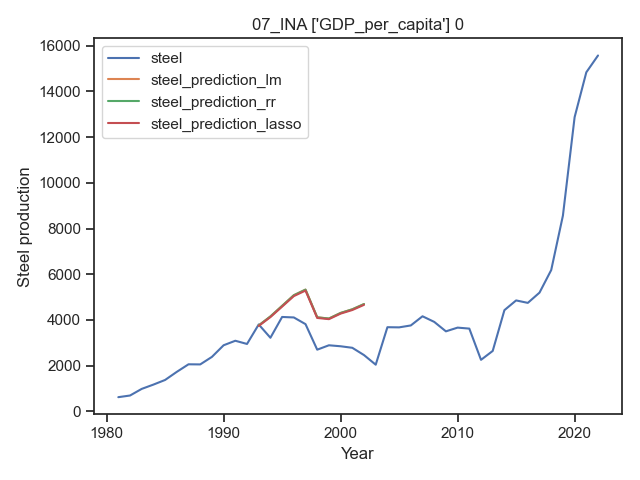 07_INA ['GDP_per_capita'] 0
steel
steel_prediction_lm
steel_prediction_rr
steel_prediction_lasso
16000
14000
12000
10000
8000
6000
4000
2000
0
Steel production
1980
1990
2000
2010
2020
Year